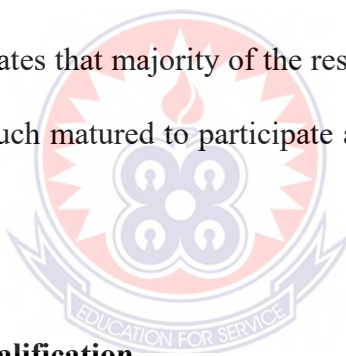 ates that majority of the res
uch matured to participate a
EDUCATION FOR SERVICE
alification